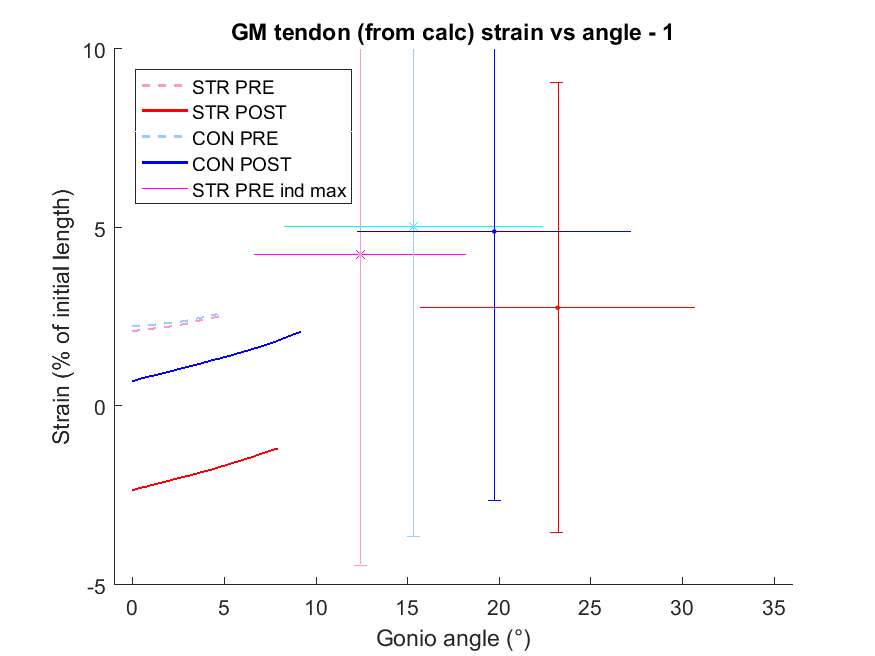 GM tendon (from calc) strain vs angle - 1
10
5
0
-5
Strain (% of initial length)
STR PRE
STR POST
CON PRE
CON POST
STR PRE ind max
0 5 10 15 20 25 30 35
Gonio angle (°)